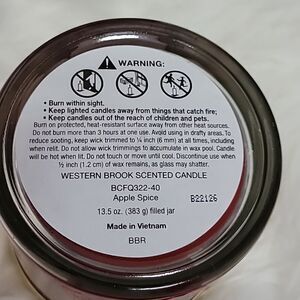 WARNING:
• Burn within sight.
• Keep lighted candles away from things that catch fire;
• Keep candles out of the reach of children and pets.
Burn on protected, heat-resistant surface away from other heat sources.
Do not burn more than 3 hours at one use. Avoid using in drafty areas. To
reduce sooting, keep wick trimmed to ¼ inch (6 mm) at all times, including
when relit. Do not allow wick trimmings to accumulate in wax pool. Candle
will be hot when lit. Do not touch or move until cool. Discontinue use when
½ inch (1.2 cm) of wax remains, as glass may shatter.
WESTERN BROOK SCENTED CANDLE
BCFQ322-40
Apple Spice B22126
13.5 oz. (383 g) filled jar
Made in Vietnam
BBR